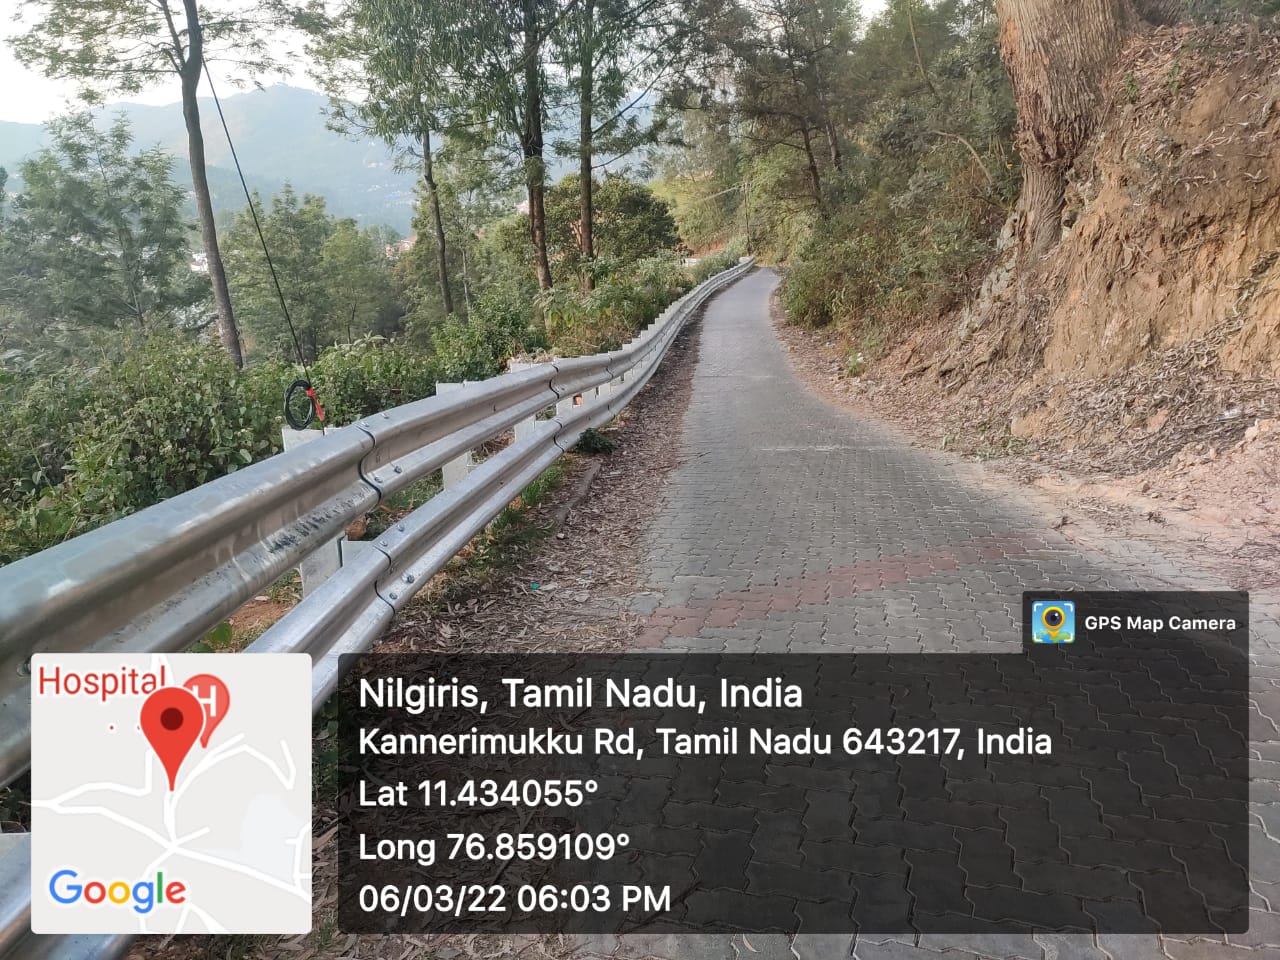 GPS Map Camera
Hospital
H
Google
Nilgiris, Tamil Nadu, India
Kannerimukku Rd, Tamil Nadu 643217, India
Lat 11.434055°
Long 76.859109°
06/03/22 06:03 PM